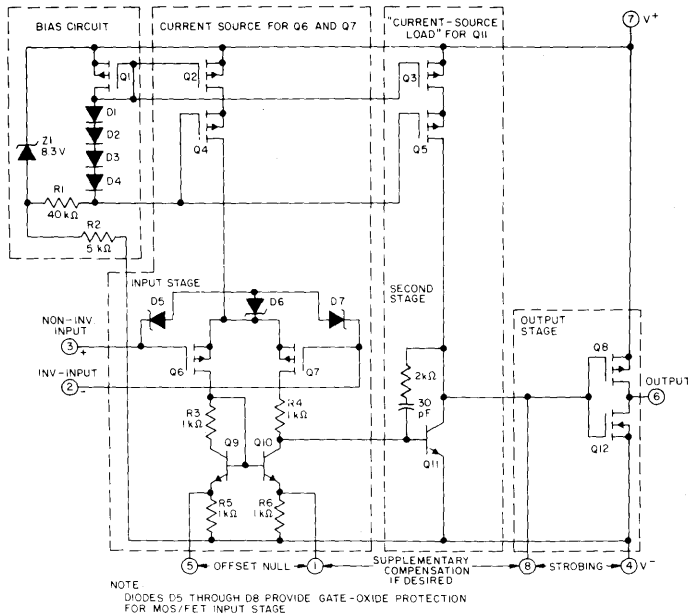 BIAS CIRCUIT
CURRENT SOURCE FOR Q6 AND Q7
"CURRENT-SOURCE
LOAD" FOR Q11
7 V+
Q1
Q2
Q3
D1
D2
D3
D4
Z1
8.3 V
Q4
Q5
R1
40 kΩ
R2
5 kΩ
INPUT STAGE
D5
D6
D7
SECOND
STAGE
OUTPUT
STAGE
NON-INV
INPUT
3 +
INV-INPUT
2 -
Q6
Q7
Q8
OUTPUT
6
2kΩ
30
pF
R3
1kΩ
R4
1kΩ
Q9
Q10
Q11
Q12
R5
1kΩ
R6
1kΩ
5 OFFSET NULL 1
SUPPLEMENTARY
COMPENSATION
IF DESIRED
8 STROBING 4 V-
NOTE:
DIODES D5 THROUGH D8 PROVIDE GATE-OXIDE PROTECTION
FOR MOS/FET INPUT STAGE